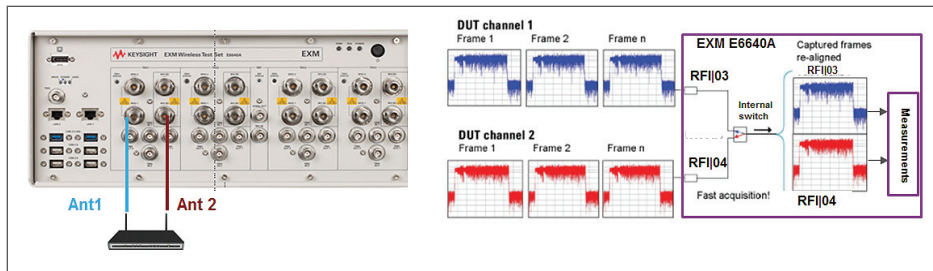 KEYSIGHT EXM Wireless Test Set E6640A
EXM
Ant1
Ant 2
DUT channel 1
Frame 1 Frame 2 Frame n
DUT channel 2
Frame 1 Frame 2 Frame n
EXM E6640A
RFI|03
RFI|04
Internal
switch
Fast acquisition!
Captured frames
re-aligned
RFI|03
RFI|04
Measurements